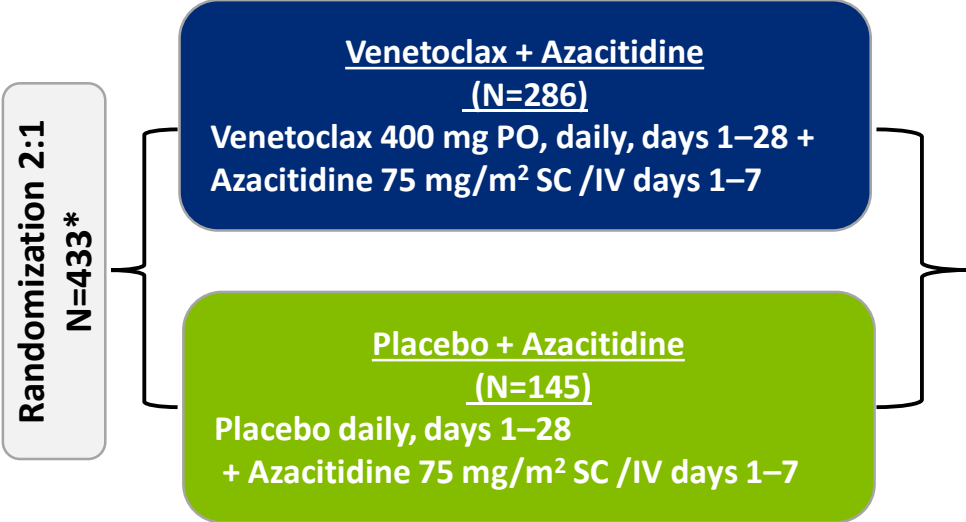 Randomization 2:1
N=433*
Venetoclax + Azacitidine
(N=286)
Venetoclax 400 mg PO, daily, days 1–28 +
Azacitidine 75 mg/m² SC /IV days 1–7
Placebo + Azacitidine
(N=145)
Placebo daily, days 1–28
+ Azacitidine 75 mg/m² SC /IV days 1–7